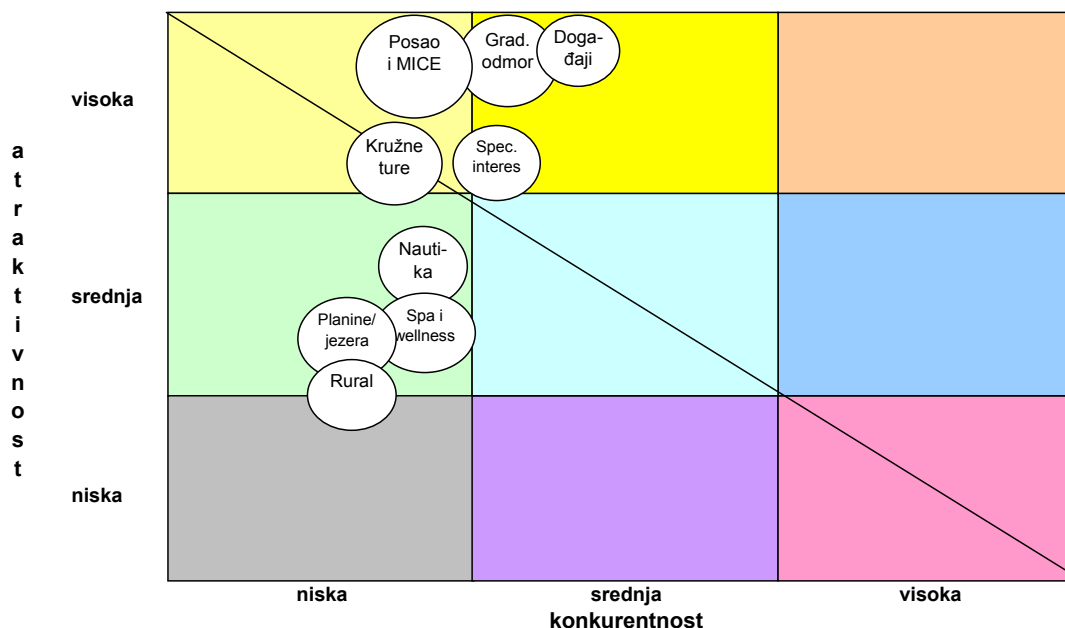 visoka
srednja
niska
a
t
r
a
k
t
i
v
n
o
s
t
Posao
i MICE
Grad.
odmor
Doga-
đaji
Kružne
ture
Spec.
interes
Nauti-
ka
Planine/
jezera
Spa i
wellness
Rural
niska
srednja
visoka
konkurentnost